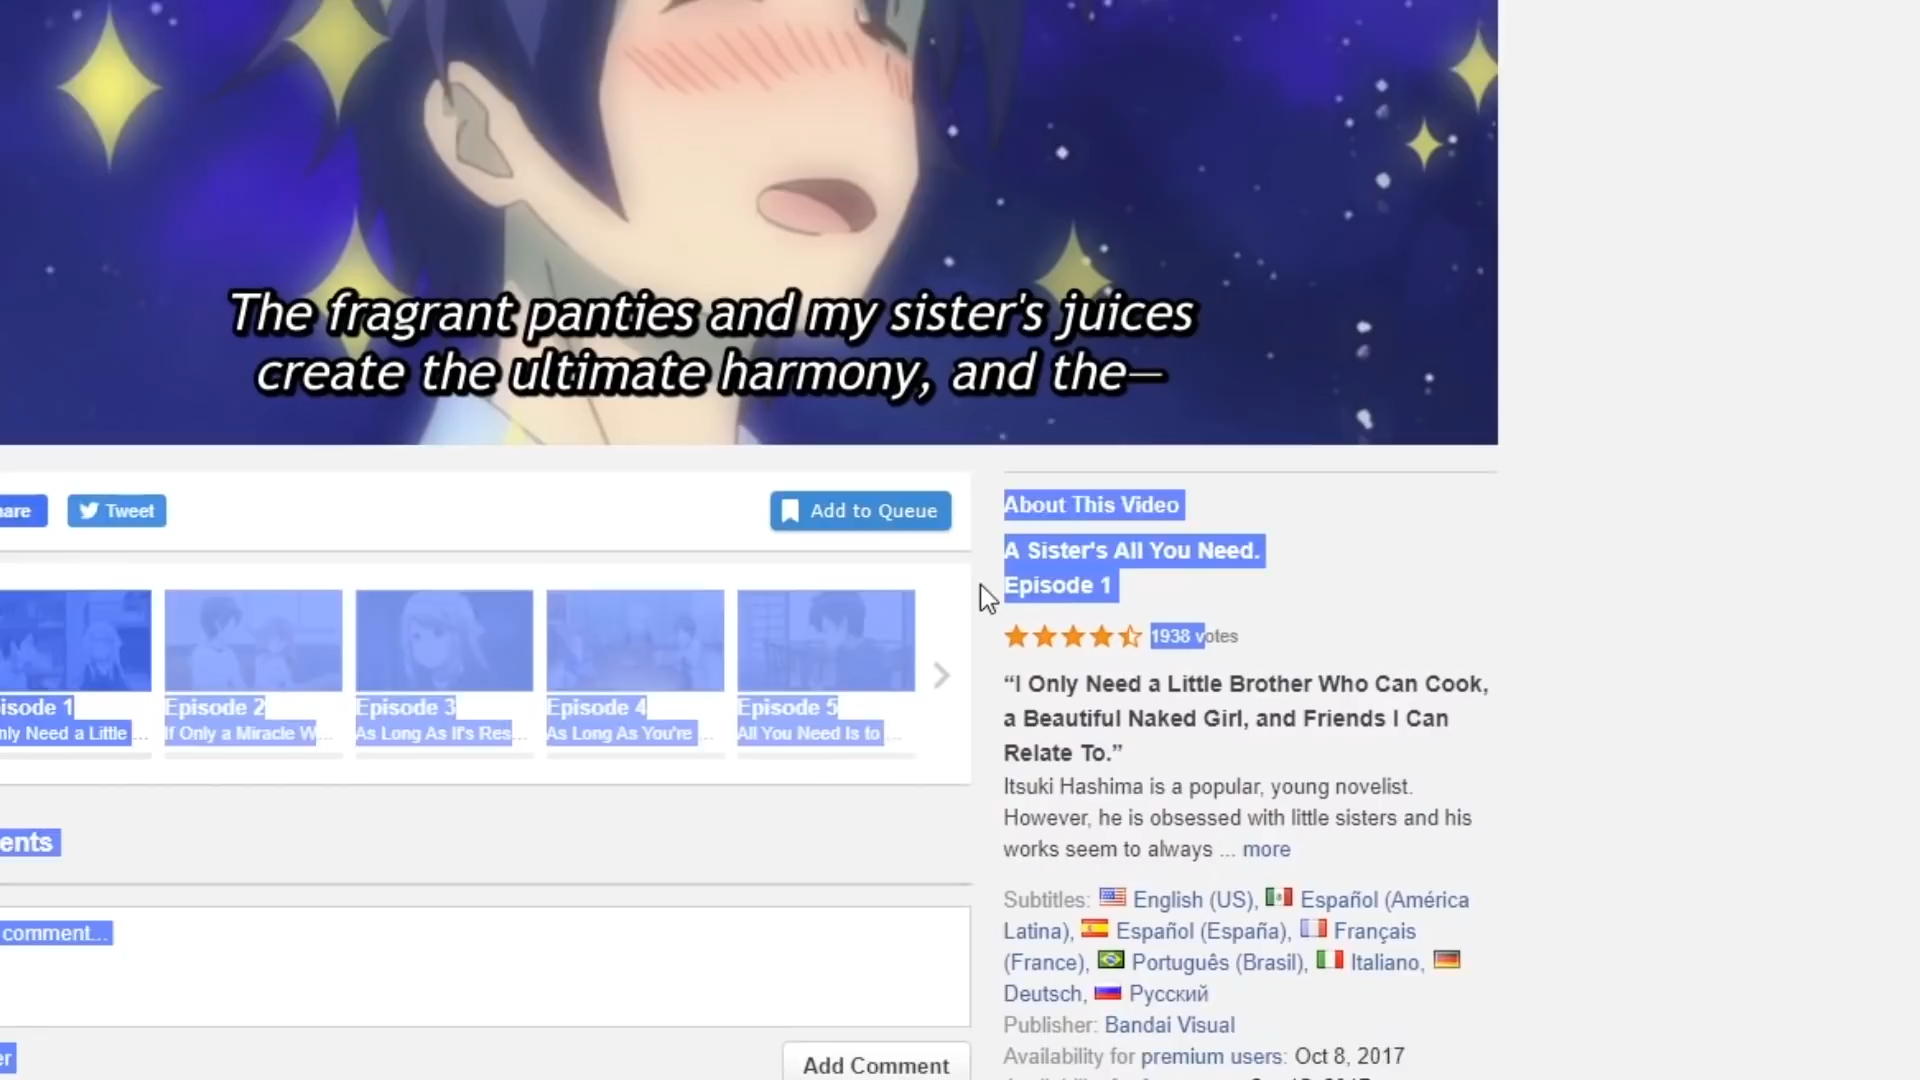 The fragrant panties and my sister's juices
create the ultimate harmony, and the—
are
Tweet
Add to Queue
isode 1
nly Need a Little ...
Episode 2
If Only a Miracle W...
Episode 3
As Long As It's Res...
Episode 4
As Long As You're ...
Episode 5
All You Need Is to ...
ents
comment...
er
Add Comment
About This Video
A Sister's All You Need.
Episode 1
1938 votes
“I Only Need a Little Brother Who Can Cook,
a Beautiful Naked Girl, and Friends I Can
Relate To.”
Itsuki Hashima is a popular, young novelist.
However, he is obsessed with little sisters and his
works seem to always ... more
Subtitles: English (US), Español (América
Latina), Español (España), Français
(France), Português (Brasil), Italiano,
Deutsch, Русский
Publisher: Bandai Visual
Availability for premium users: Oct 8, 2017